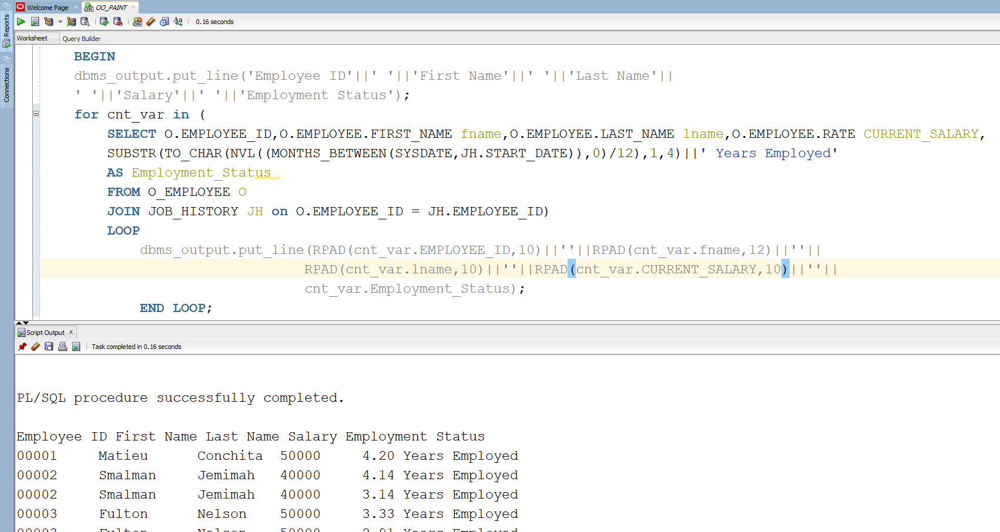 Welcome Page
OO_PAINT
Reports
Connections
0.16 seconds
Worksheet
Query Builder
BEGIN
dbms_output.put_line('Employee ID'||' '||'First Name'||' '||'Last Name'||
' '||'Salary'||' '||'Employment Status');
for cnt_var in (
SELECT O.EMPLOYEE_ID,O.EMPLOYEE.FIRST_NAME fname,O.EMPLOYEE.LAST_NAME lname,O.EMPLOYEE.RATE CURRENT_SALARY,
SUBSTR(TO_CHAR(NVL((MONTHS_BETWEEN(SYSDATE,JH.START_DATE)),0)/12),1,4)||' Years Employed'
AS Employment_Status
FROM O_EMPLOYEE O
JOIN JOB_HISTORY JH on O.EMPLOYEE_ID = JH.EMPLOYEE_ID)
LOOP
dbms_output.put_line(RPAD(cnt_var.EMPLOYEE_ID,10)||''||RPAD(cnt_var.fname,12)||''||
RPAD(cnt_var.lname,10)||''||RPAD(cnt_var.CURRENT_SALARY,10)||''||
cnt_var.Employment_Status);
END LOOP;
Script Output x
Task completed in 0.16 seconds
PL/SQL procedure successfully completed.
Employee ID First Name Last Name Salary Employment Status
00001 Matieu Conchita 50000 4.20 Years Employed
00002 Smalman Jemimah 40000 4.14 Years Employed
00002 Smalman Jemimah 40000 3.14 Years Employed
00003 Fulton Nelson 50000 3.33 Years Employed
00003 Fulton Nelson 50000 Years Employed